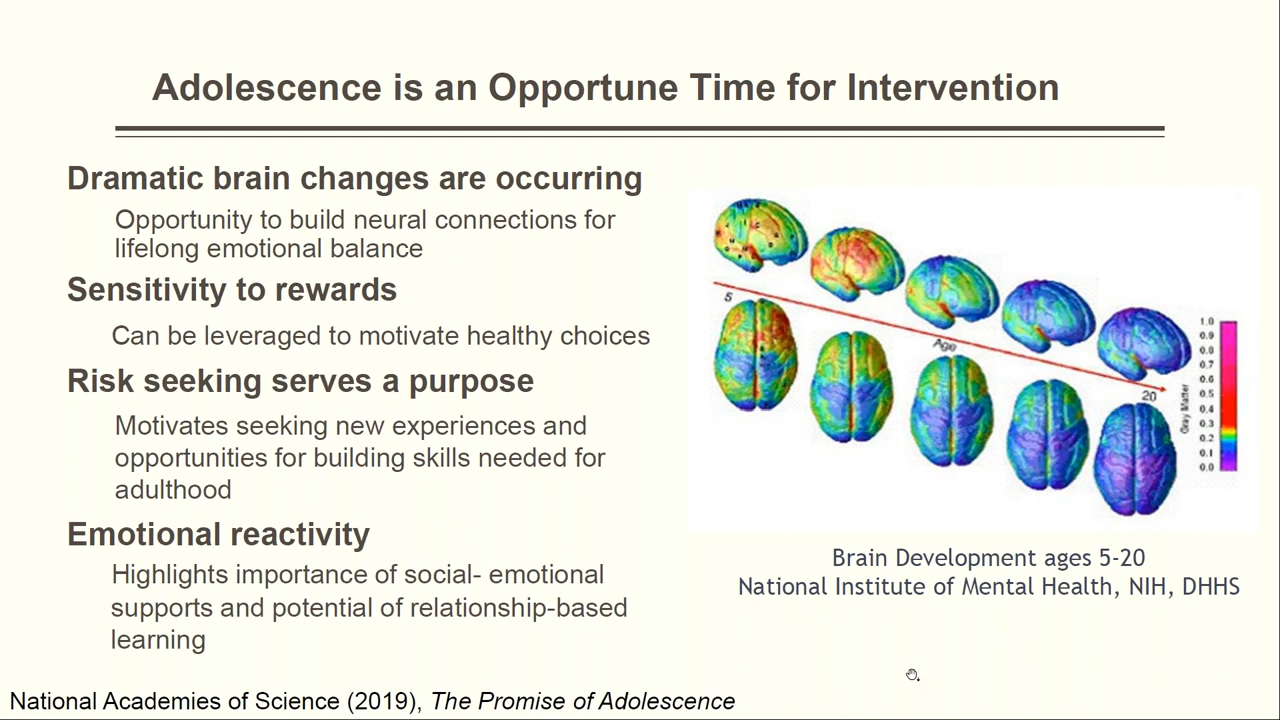 Adolescence is an Opportune Time for Intervention
Dramatic brain changes are occurring
Opportunity to build neural connections for
lifelong emotional balance
Sensitivity to rewards
Can be leveraged to motivate healthy choices
Risk seeking serves a purpose
Motivates seeking new experiences and
opportunities for building skills needed for
adulthood
Emotional reactivity
Highlights importance of social- emotional
supports and potential of relationship-based
learning
5
Age
20
Gray Matter
1.0
0.9
0.8
0.7
0.6
0.5
0.4
0.3
0.2
0.1
0.0
Brain Development ages 5-20
National Institute of Mental Health, NIH, DHHS
National Academies of Science (2019), The Promise of Adolescence